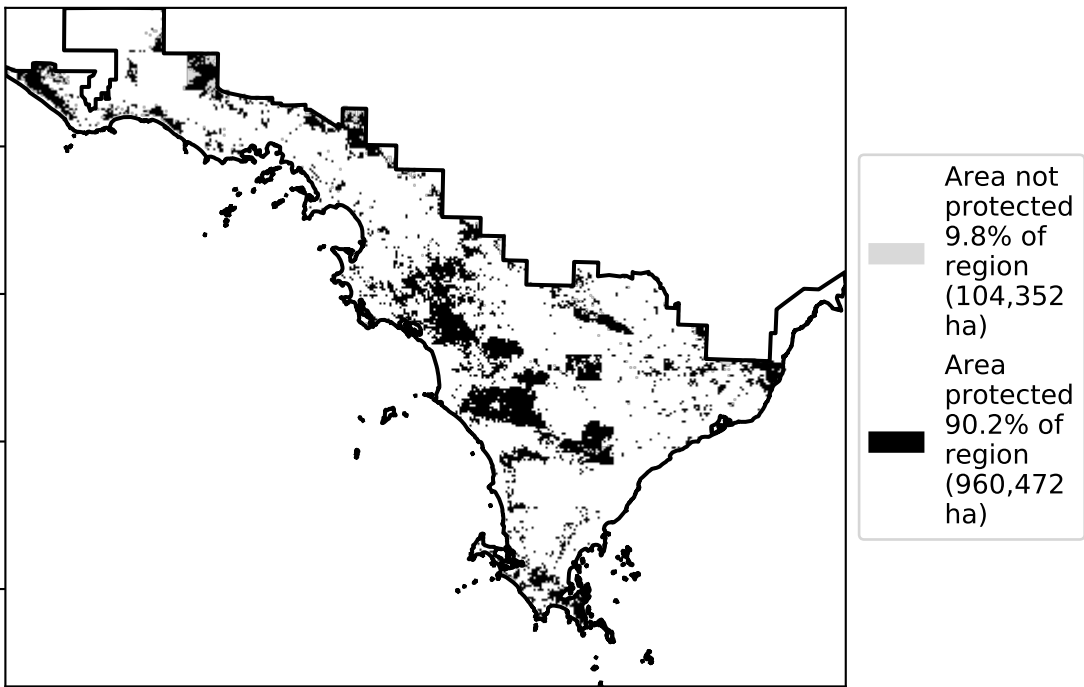 Area not
protected
9.8% of
region
(104,352
ha)
Area
protected
90.2% of
region
(960,472
ha)